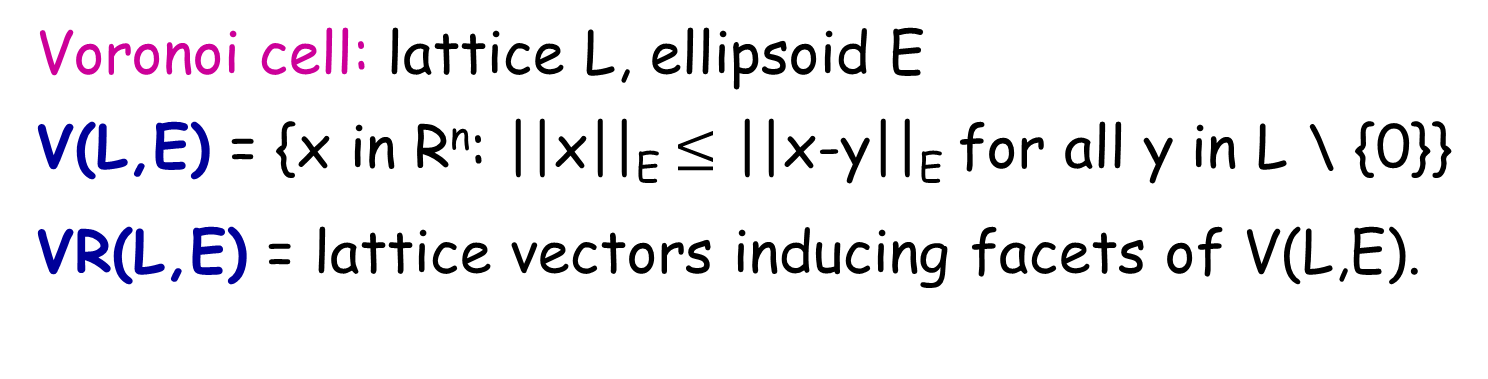 Voronoi cell: lattice L, ellipsoid E
V(L,E) = {x in Rⁿ: ||x||_E ≤ ||x-y||_E for all y in L \ {0}}
VR(L,E) = lattice vectors inducing facets of V(L,E).